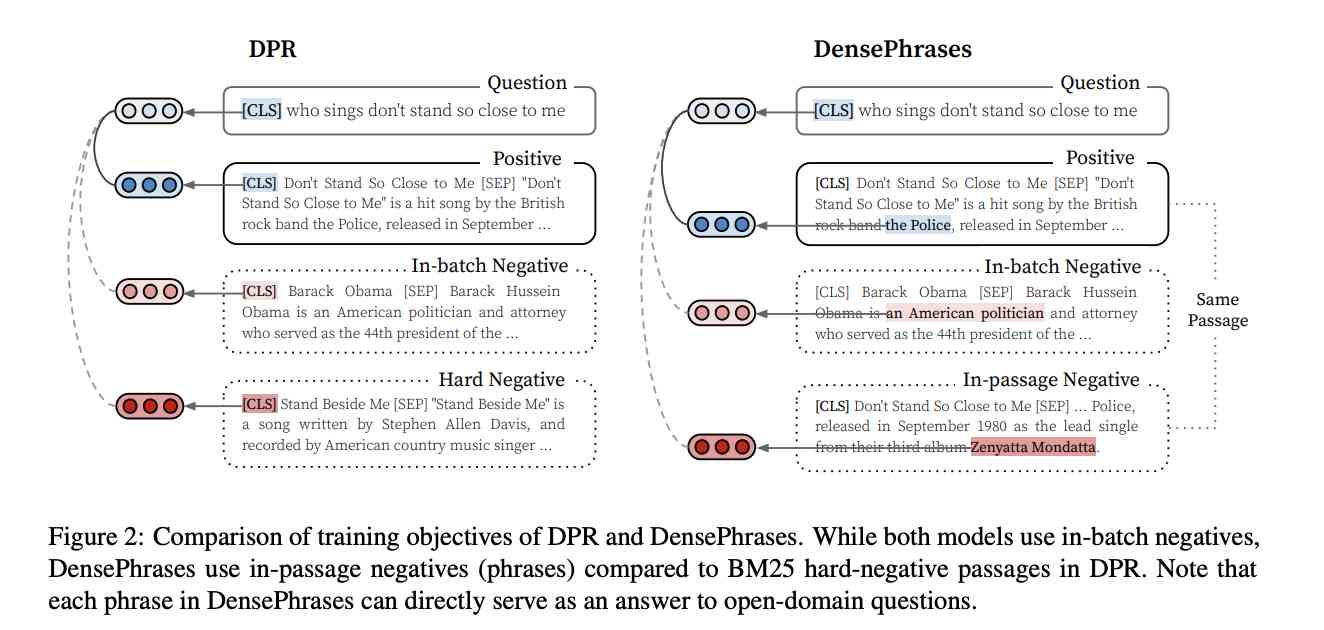 DPR
Question
[CLS] who sings don't stand so close to me
Positive
[CLS] Don't Stand So Close to Me [SEP] "Don't
Stand So Close to Me" is a hit song by the British
rock band the Police, released in September ...
In-batch Negative
[CLS] Barack Obama [SEP] Barack Hussein
Obama is an American politician and attorney
who served as the 44th president of the ...
Hard Negative
[CLS] Stand Beside Me [SEP] "Stand Beside Me" is
a song written by Stephen Allen Davis, and
recorded by American country music singer ...
DensePhrases
Question
[CLS] who sings don't stand so close to me
Positive
[CLS] Don't Stand So Close to Me [SEP] "Don't
Stand So Close to Me" is a hit song by the British
rock band the Police, released in September ...
In-batch Negative
[CLS] Barack Obama [SEP] Barack Hussein
Obama is an American politician and attorney
who served as the 44th president of the ...
In-passage Negative
[CLS] Don't Stand So Close to Me [SEP] ... Police,
released in September 1980 as the lead single
from their third album Zenyatta Mondatta.
Same
Passage
Figure 2: Comparison of training objectives of DPR and DensePhrases. While both models use in-batch negatives,
DensePhrases use in-passage negatives (phrases) compared to BM25 hard-negative passages in DPR. Note that
each phrase in DensePhrases can directly serve as an answer to open-domain questions.